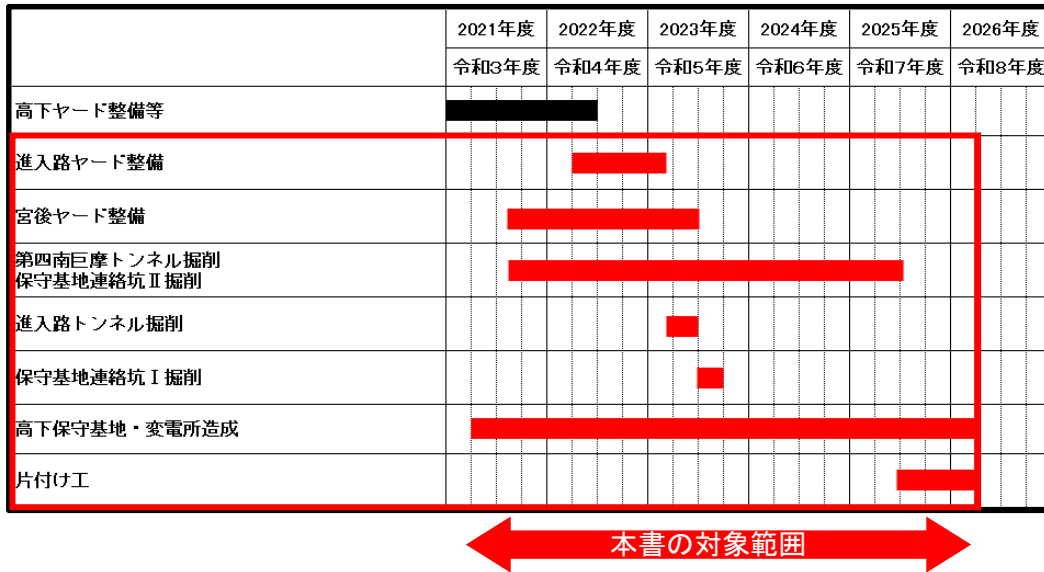 2021年度 2022年度 2023年度 2024年度 2025年度 2026年度
令和3年度 令和4年度 令和5年度 令和6年度 令和7年度 令和8年度
高下ヤード整備等
進入路ヤード整備
宮後ヤード整備
第四南巨摩トンネル掘削
保守基地連絡坑Ⅱ掘削
進入路トンネル掘削
保守基地連絡坑Ⅰ掘削
高下保守基地・変電所造成
片付け工
本書の対象範囲